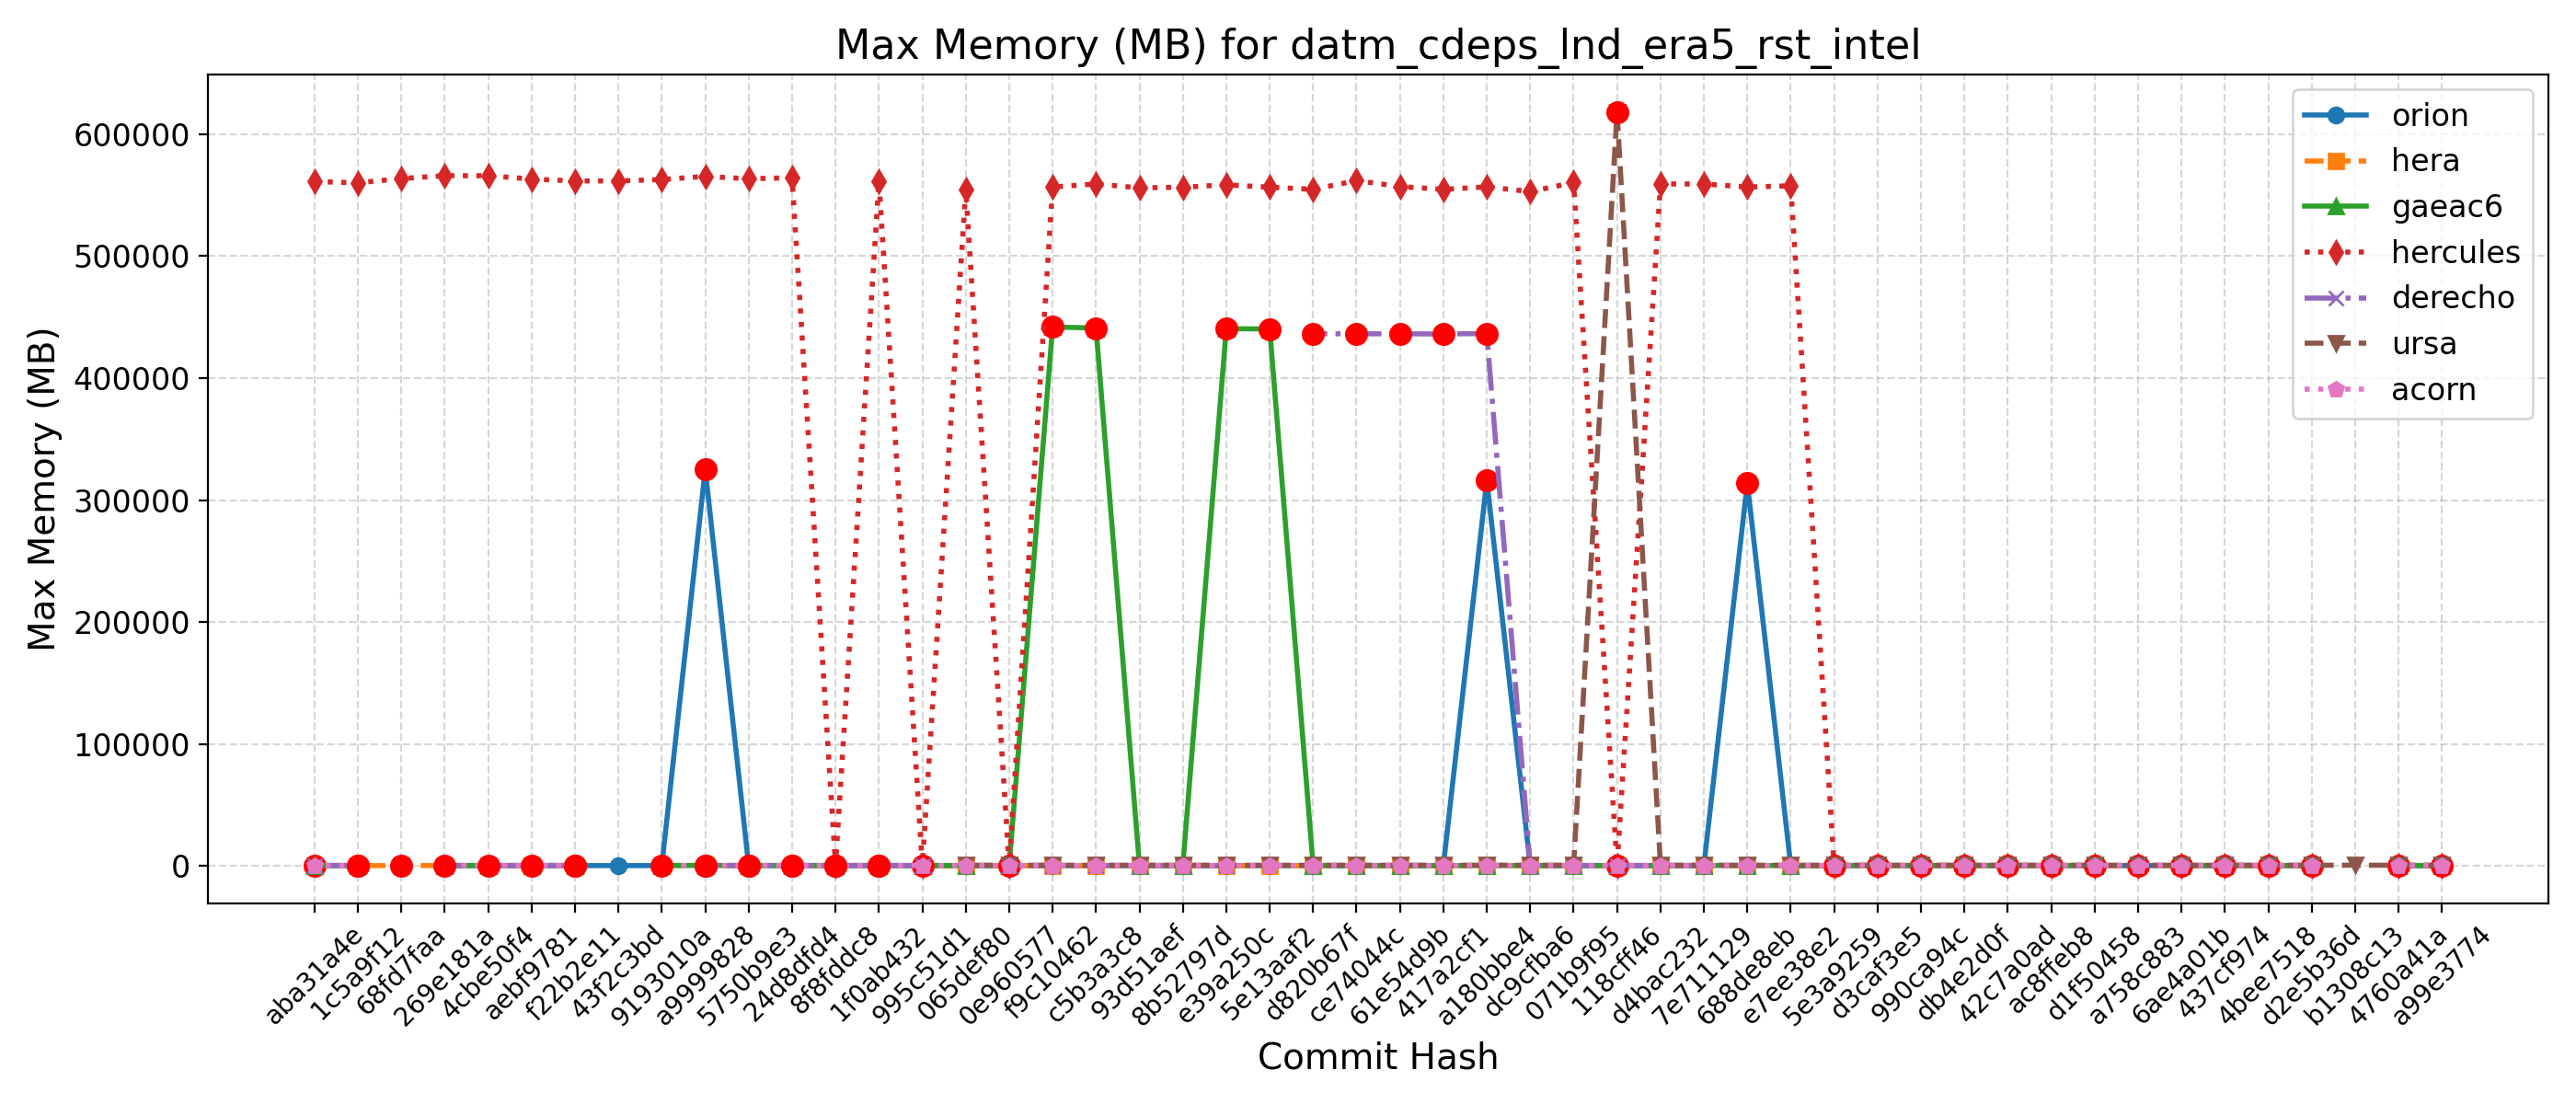 Max Memory (MB) for datm_cdeps_lnd_era5_rst_intel
Max Memory (MB)
600000
500000
400000
300000
200000
100000
0
orion
hera
gaeac6
hercules
derecho
ursa
acorn
aba31a4e
1c5a9f12
68fd7faa
269e181a
4cbe50f4
aebf9781
f22b2e11
43f2c3bd
9193010a
a9999828
5750b9e3
24d8dfd4
8f8fddc8
1f0ab432
995c51d1
065def80
0e960577
f9c10462
c5b3a3c8
93d51aef
8b52797d
e39a250c
5e13aaf2
d820b67f
ce74044c
61e54d9b
417a2cf1
a180bbe4
dc9cfba6
071b9f95
118cff46
d4bac232
7e711129
688de8eb
e7ee38e2
5e3a9259
d3caf3e5
990ca94c
db4e2d0f
42c7a0ad
ac8ffeb8
d1f50458
a758c883
6ae4a01b
437cf974
4bee7518
d2e5b36d
b1308c13
4760a41a
a99e3774
Commit Hash